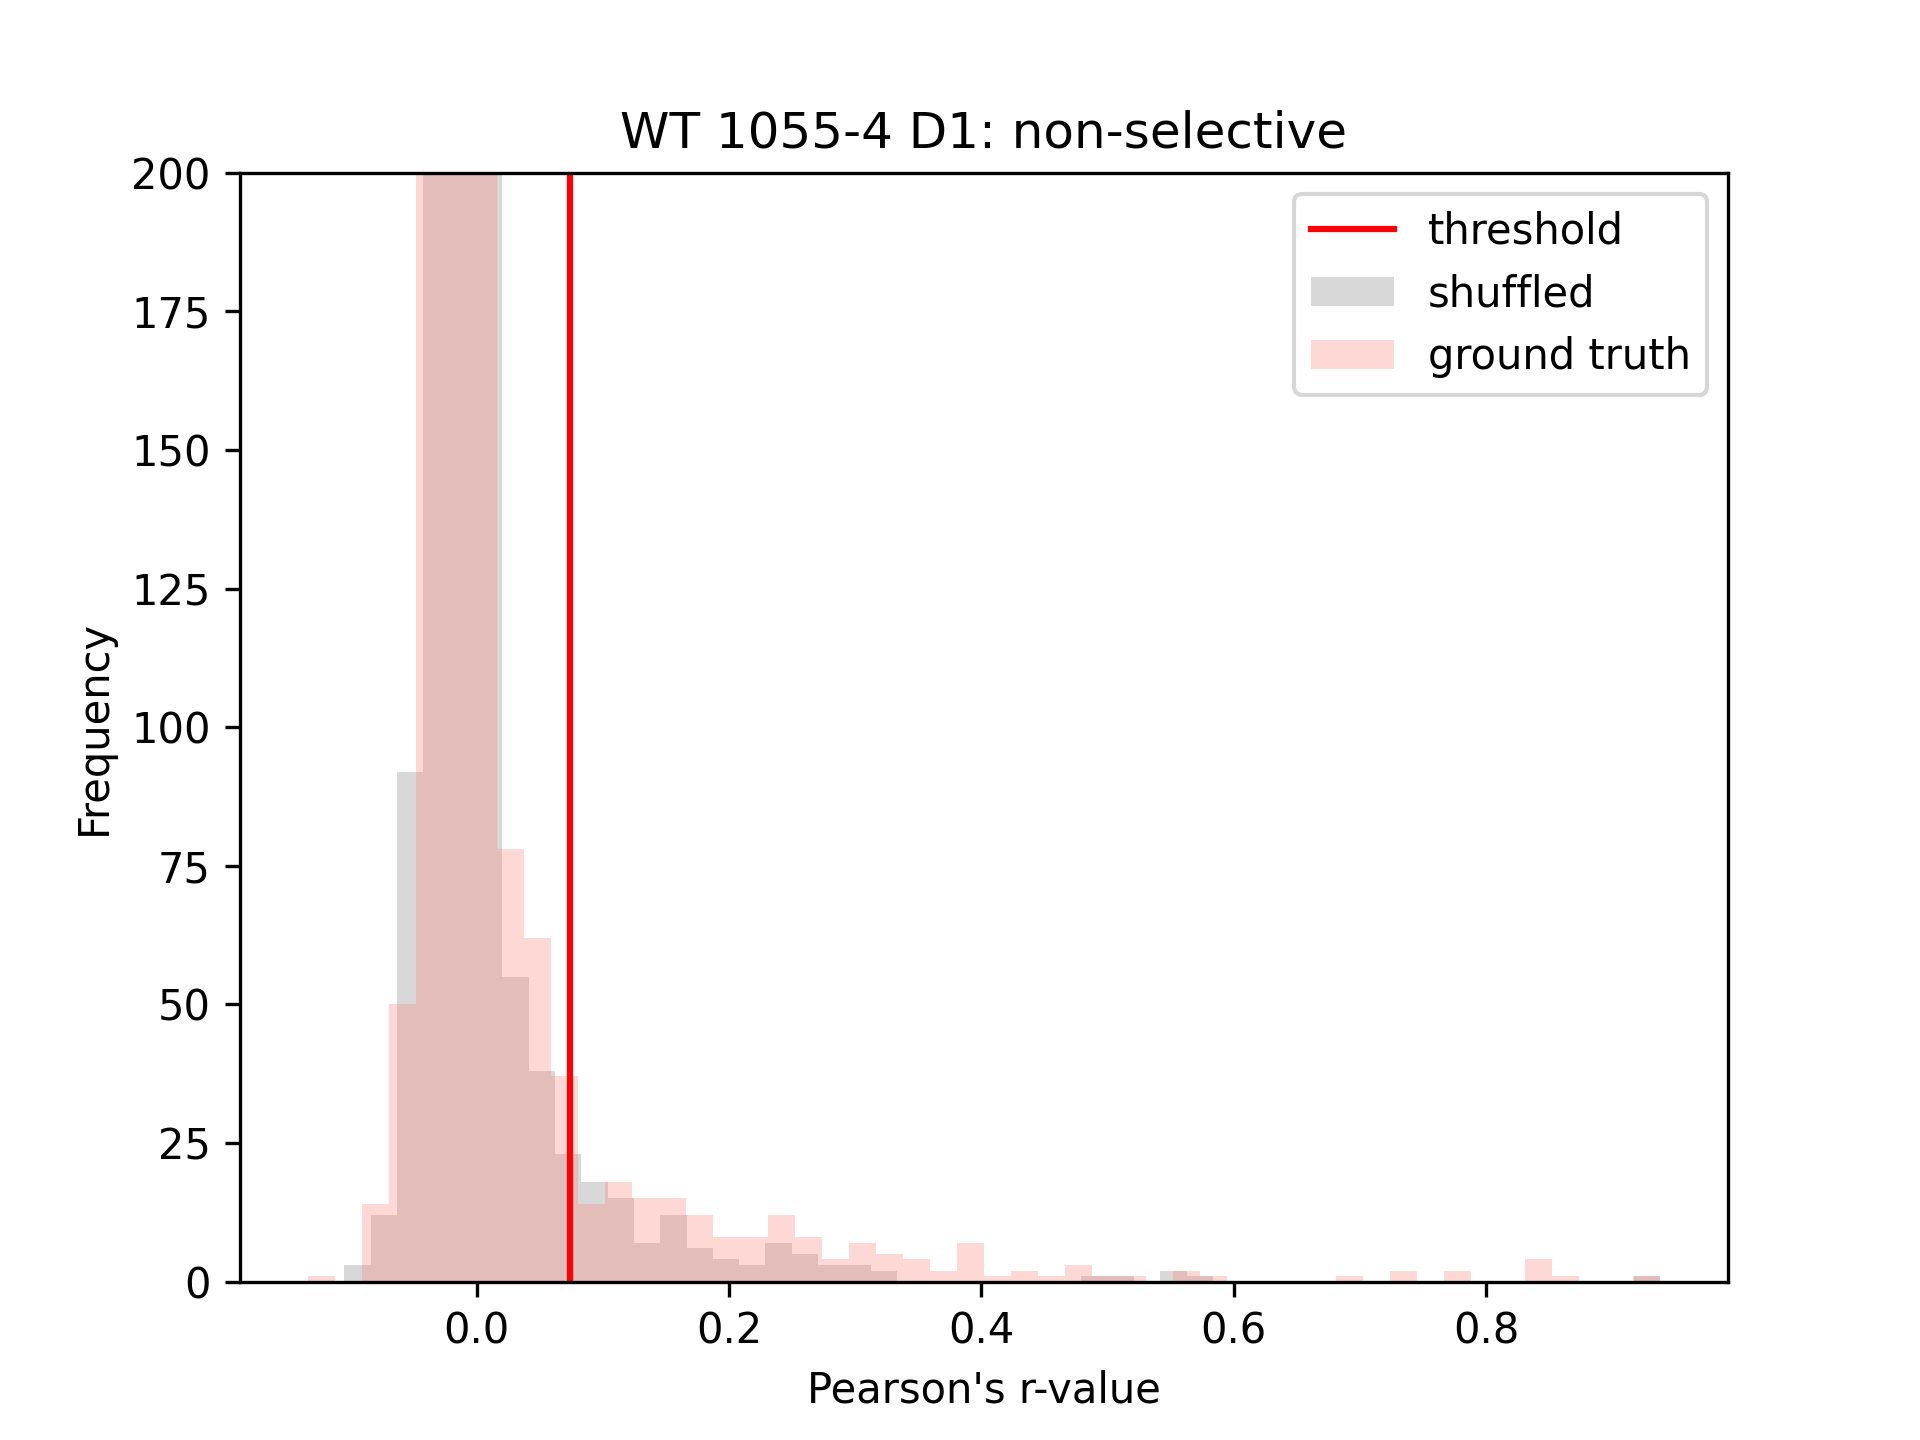 WT 1055-4 D1: non-selective
threshold
shuffled
ground truth
200
175
150
125
100
75
50
25
0
Frequency
0.0 0.2 0.4 0.6 0.8
Pearson's r-value